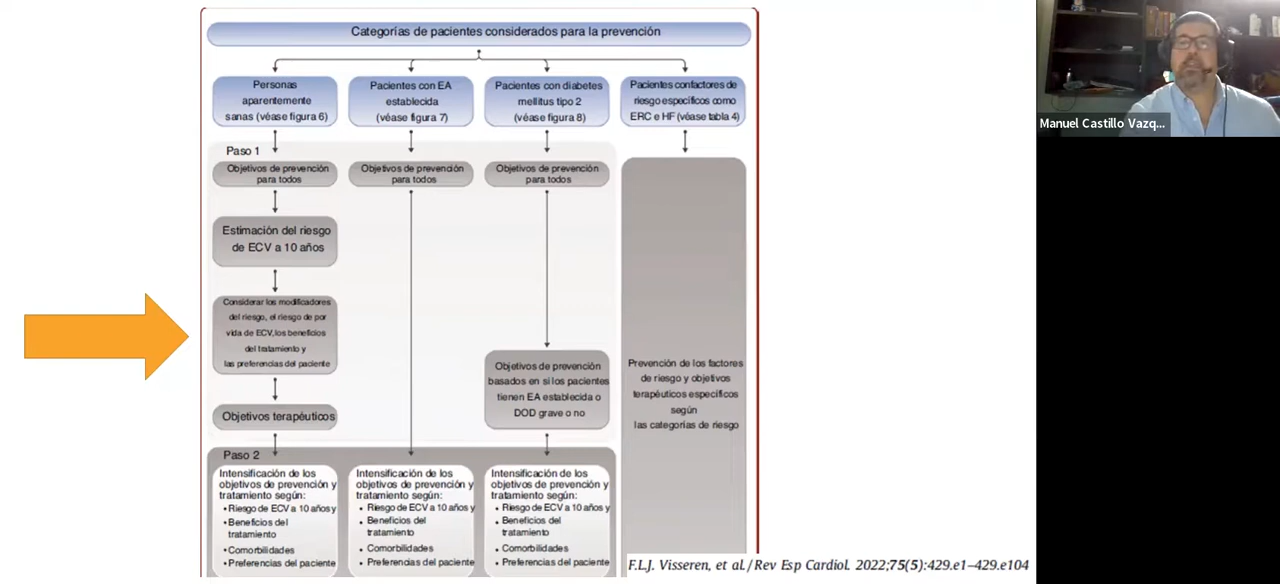 Categorías de pacientes considerados para la prevención
Personas
aparentemente
sanas (véase figura 6)
Pacientes con EA
establecida
(véase figura 7)
Pacientes con diabetes
mellitus tipo 2
(véase figura 8)
Pacientes confactores de
riesgo específicos como
ERC e HF (véase tabla 4)
Paso 1
Objetivos de prevención
para todos
Objetivos de prevención
para todos
Objetivos de prevención
para todos
Estimación del riesgo
de ECV a 10 años
Considerar los modificadores
del riesgo, el riesgo de por
vida de ECV,los beneficios
del tratamiento y
las preferencias del paciente
Objetivos terapéuticos
Objetivos de prevención
basados en si los pacientes
tienen EA establecida o
DOD grave o no
Prevención de los factores
de riesgo y objetivos
terapéuticos específicos
según
las categorías de riesgo
Paso 2
Intensificación de los
objetivos de prevención y
tratamiento según:
• Riesgo de ECV a 10 años y
• Beneficios del
tratamiento
• Comorbilidades
• Preferencias del paciente
Intensificación de los
objetivos de prevención y
tratamiento según:
• Riesgo de ECV a 10 años y
• Beneficios del
tratamiento
• Comorbilidades
• Preferencias del paciente
Intensificación de los
objetivos de prevención y
tratamiento según:
• Riesgo de ECV a 10 años y
• Beneficios del
tratamiento
• Comorbilidades
• Preferencias del paciente
F.L.J. Visseren, et al./Rev Esp Cardiol. 2022;75(5):429.e1–429.e104
Manuel Castillo Vazq...